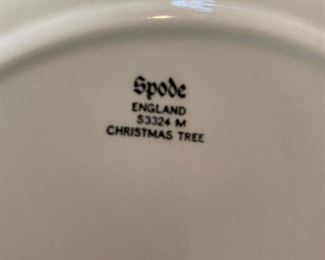 Spode
ENGLAND
S3324 M
CHRISTMAS TREE